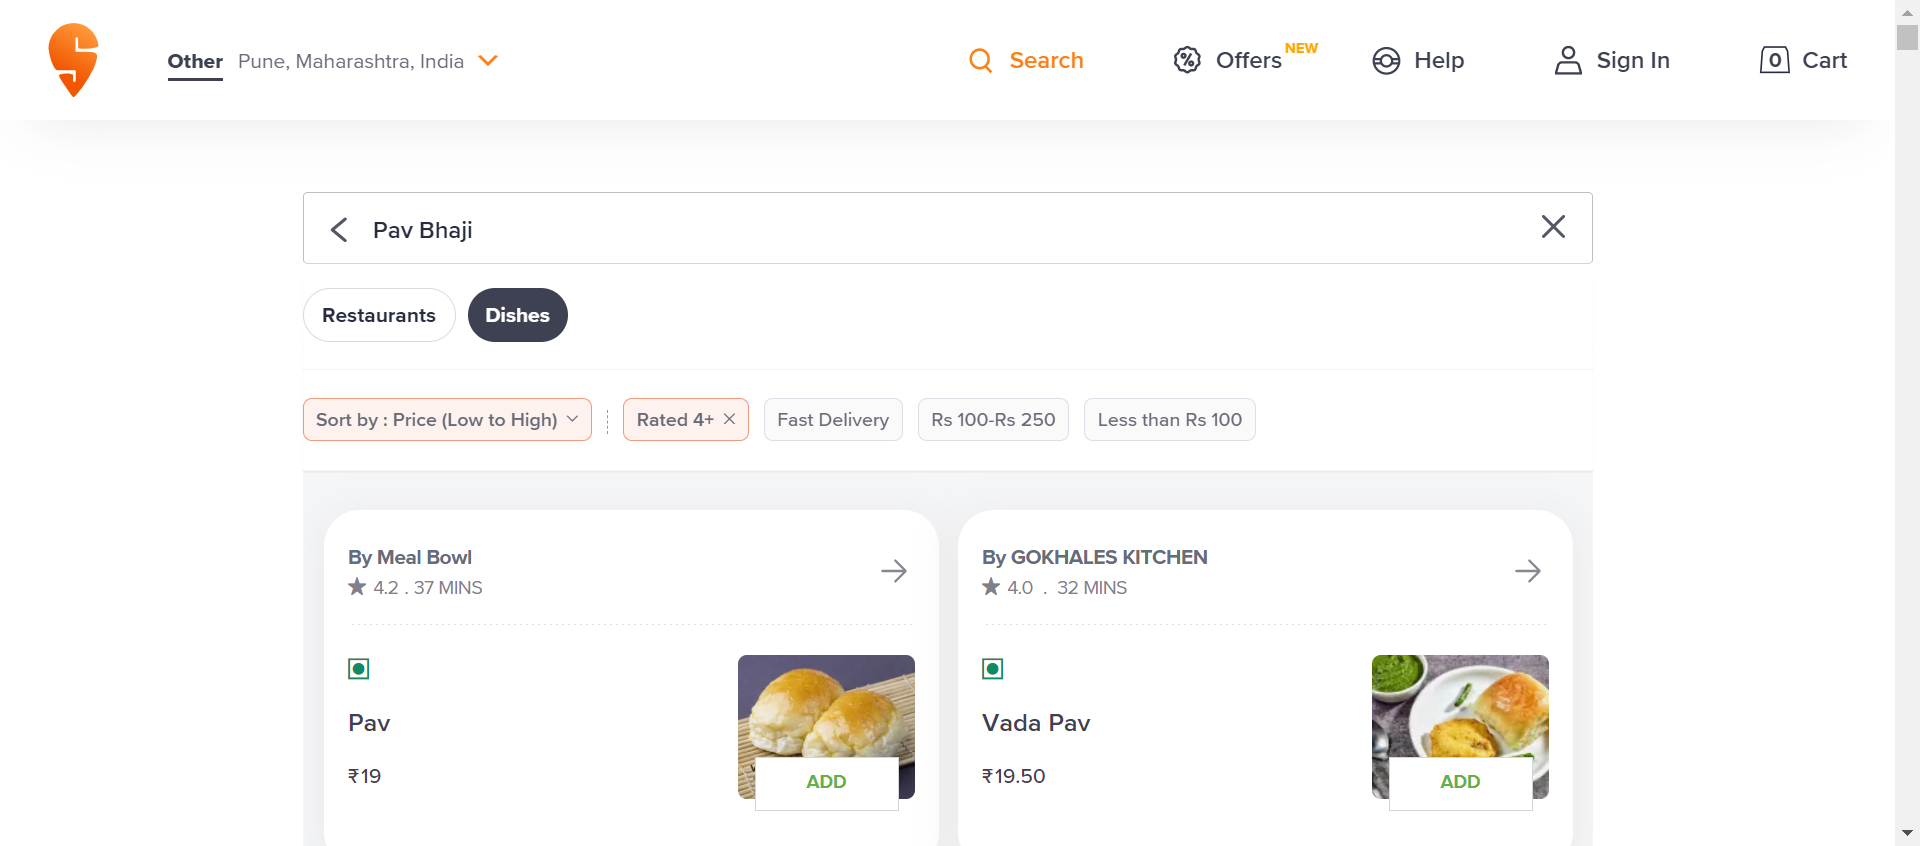 Other Pune, Maharashtra, India
Search
Offers NEW
Help
Sign In
0 Cart
Pav Bhaji
Restaurants
Dishes
Sort by : Price (Low to High)
Rated 4+
Fast Delivery
Rs 100-Rs 250
Less than Rs 100
By Meal Bowl
4.2 . 37 MINS
Pav
₹19
ADD
By GOKHALES KITCHEN
4.0 . 32 MINS
Vada Pav
₹19.50
ADD